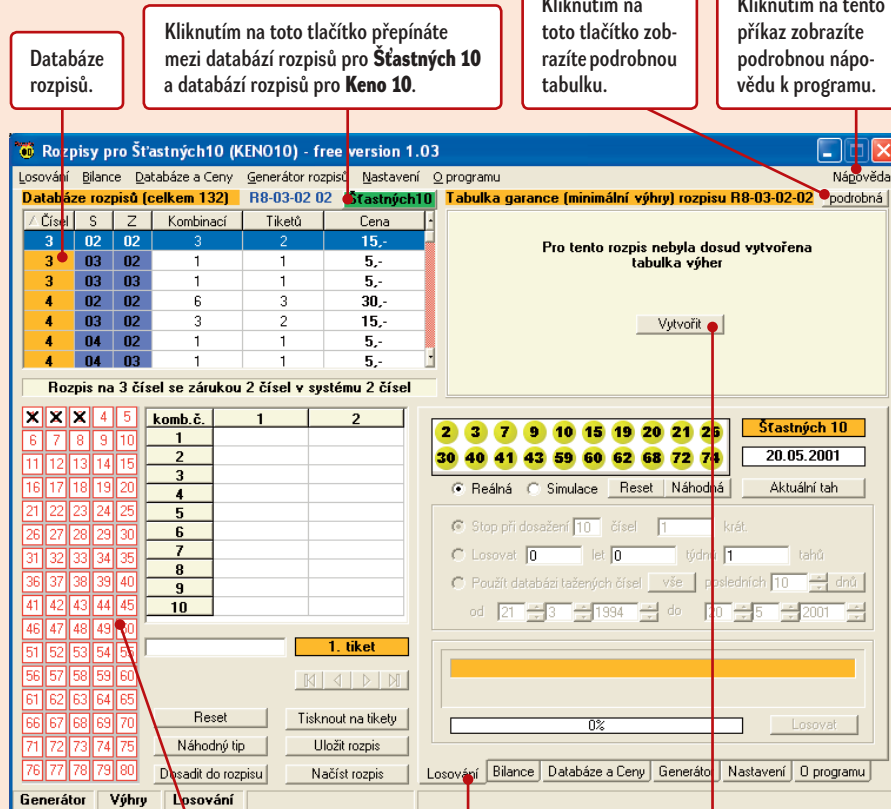 Databáze
rozpisů.
Kliknutím na toto tlačítko přepínáte
mezi databází rozpisů pro Šťastných 10
a databází rozpisů pro Keno 10.
Kliknutím na
toto tlačítko zob-
razíte podrobnou
tabulku.
Kliknutím na tento
příkaz zobrazíte
podrobnou nápo-
vědu k programu.
Rozpisy pro Šťastných10 (KENO10) - free version 1.03
Losování Bilance Databáze a Ceny Generátor rozpisů Nastavení O programu Nápověda
Databáze rozpisů (celkem 132) R8-03-02 02 Šťastných10 Tabulka garance (minimální výhry) rozpisu R8-03-02-02 podrobná
Čísel S Z Kombinací Tiketů Cena
3 02 02 3 2 15,-
3 03 02 1 1 5,-
3 03 03 1 1 5,-
4 02 02 6 3 30,-
4 03 02 3 2 15,-
4 04 02 1 1 5,-
4 04 03 1 1 5,-
Pro tento rozpis nebyla dosud vytvořena
tabulka výher
Vytvořit
Rozpis na 3 čísel se zárukou 2 čísel v systému 2 čísel
X X X 4 5
6 7 8 9 10
11 12 13 14 15
16 17 18 19 20
21 22 23 24 25
26 27 28 29 30
31 32 33 34 35
36 37 38 39 40
41 42 43 44 45
46 47 48 49 50
51 52 53 54 55
56 57 58 59 60
61 62 63 64 65
66 67 68 69 70
71 72 73 74 75
76 77 78 79 80
komb.č. 1 2
1
2
3
4
5
6
7
8
9
10
1. tiket
Reset Tisknout na tikety
Náhodný tip Uložit rozpis
Dosadit do rozpisu Načíst rozpis
2 3 7 9 10 15 19 20 21 26
30 40 41 43 59 60 62 68 72 74
Šťastných 10
20.05.2001
Reálná Simulace Reset Náhodná Aktuální tah
Stop při dosažení 10 čísel 1 krát.
Losovat 0 let 0 týdnů 1 tahů
Použít databázi tažených čísel vše posledních 10 dnů
od 21 3 1994 do 20 5 2001
0% Losovat
Losování Bilance Databáze a Ceny Generátor Nastavení O programu
Generátor Výhry Losování